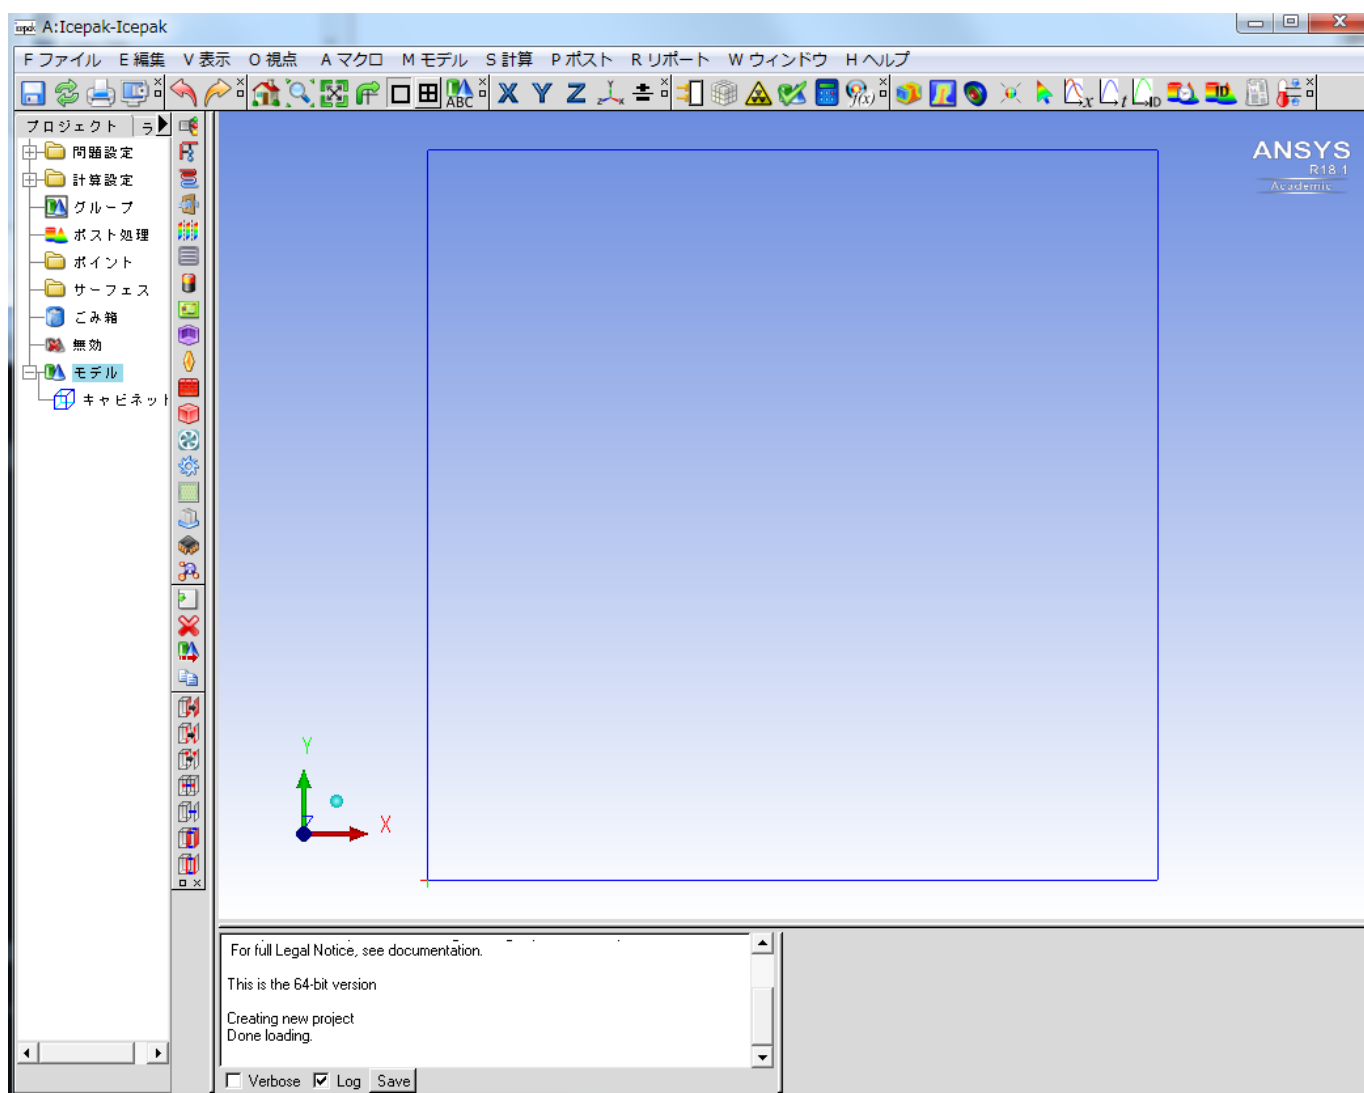 A:Icepak-Icepak
F ファイル E 編集 V 表示 O 視点 A マクロ M モデル S 計算 P ポスト R リポート W ウィンドウ H ヘルプ
ABC X Y Z f(x) x t 1D 1D
プロジェクト ラ
問題設定
計算設定
グループ
ポスト処理
ポイント
サーフェス
ごみ箱
無効
モデル
キャビネット
ANSYS
R18.1
Academic
Y
Z
X
For full Legal Notice, see documentation.
This is the 64-bit version
Creating new project
Done loading.
Verbose Log Save